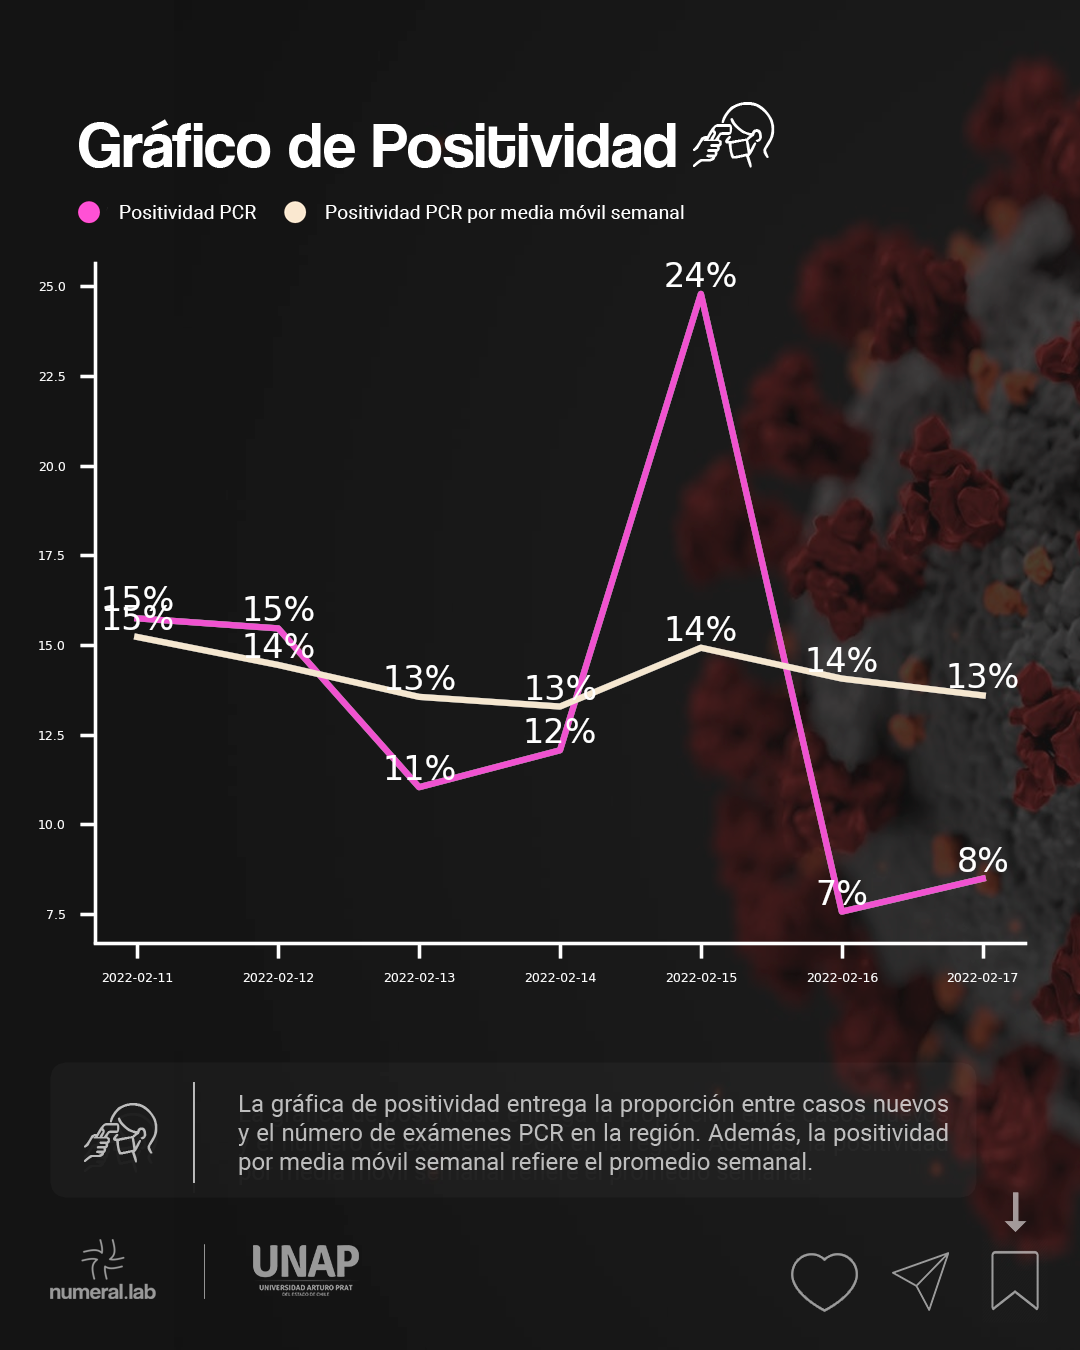 Gráfico de Positividad
Positividad PCR
Positividad PCR por media móvil semanal
25.0
22.5
20.0
17.5
15.0
12.5
10.0
7.5
15%
15%
15%
14%
13%
11%
13%
12%
24%
14%
14%
7%
13%
8%
2022-02-11
2022-02-12
2022-02-13
2022-02-14
2022-02-15
2022-02-16
2022-02-17
La gráfica de positividad entrega la proporción entre casos nuevos
y el número de exámenes PCR en la región. Además, la positividad
por media móvil semanal refiere el promedio semanal.
numeral.lab
UNAP
UNIVERSIDAD ARTURO PRAT
DEL ESTADO DE CHILE